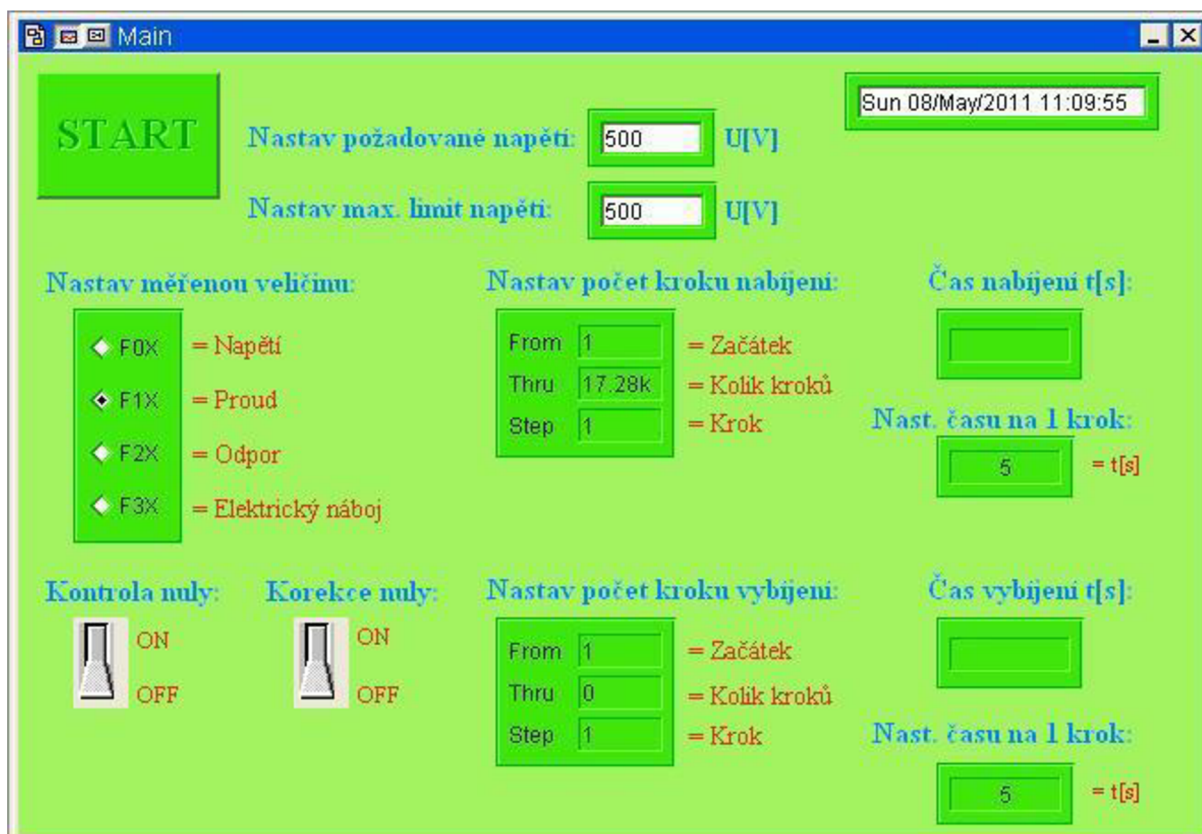 Main
START
Sun 08/May/2011 11:09:55
Nastav požadované napětí: 500 U[V]
Nastav max. limit napětí: 500 U[V]
Nastav měřenou veličinu:
F0X = Napětí
F1X = Proud
F2X = Odpor
F3X = Elektrický náboj
Nastav počet kroku nabíjení:
From 1 = Začátek
Thru 17.28k = Kolik kroků
Step 1 = Krok
Čas nabíjení t[s]:
Nast. času na 1 krok:
5 = t[s]
Kontrola nuly:
ON
OFF
Korekce nuly:
ON
OFF
Nastav počet kroku vybíjení:
From 1 = Začátek
Thru 0 = Kolik kroků
Step 1 = Krok
Čas vybíjení t[s]:
Nast. času na 1 krok:
5 = t[s]